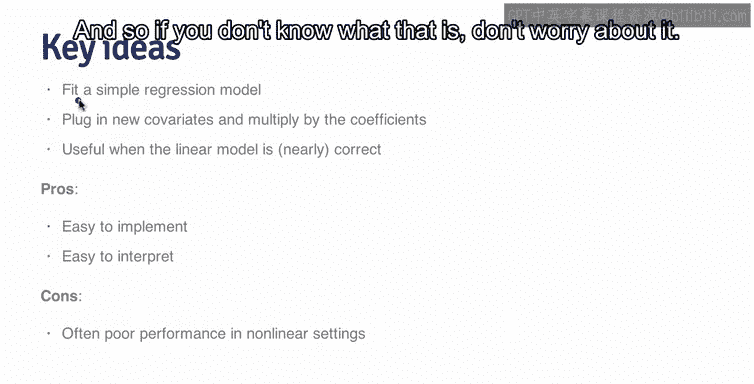 And so if you don't know what that is, don't worry about it.
Key ideas
Fit a simple regression model
Plug in new covariates and multiply by the coefficients
Useful when the linear model is (nearly) correct
Pros:
Easy to implement
Easy to interpret
Cons:
Often poor performance in nonlinear settings